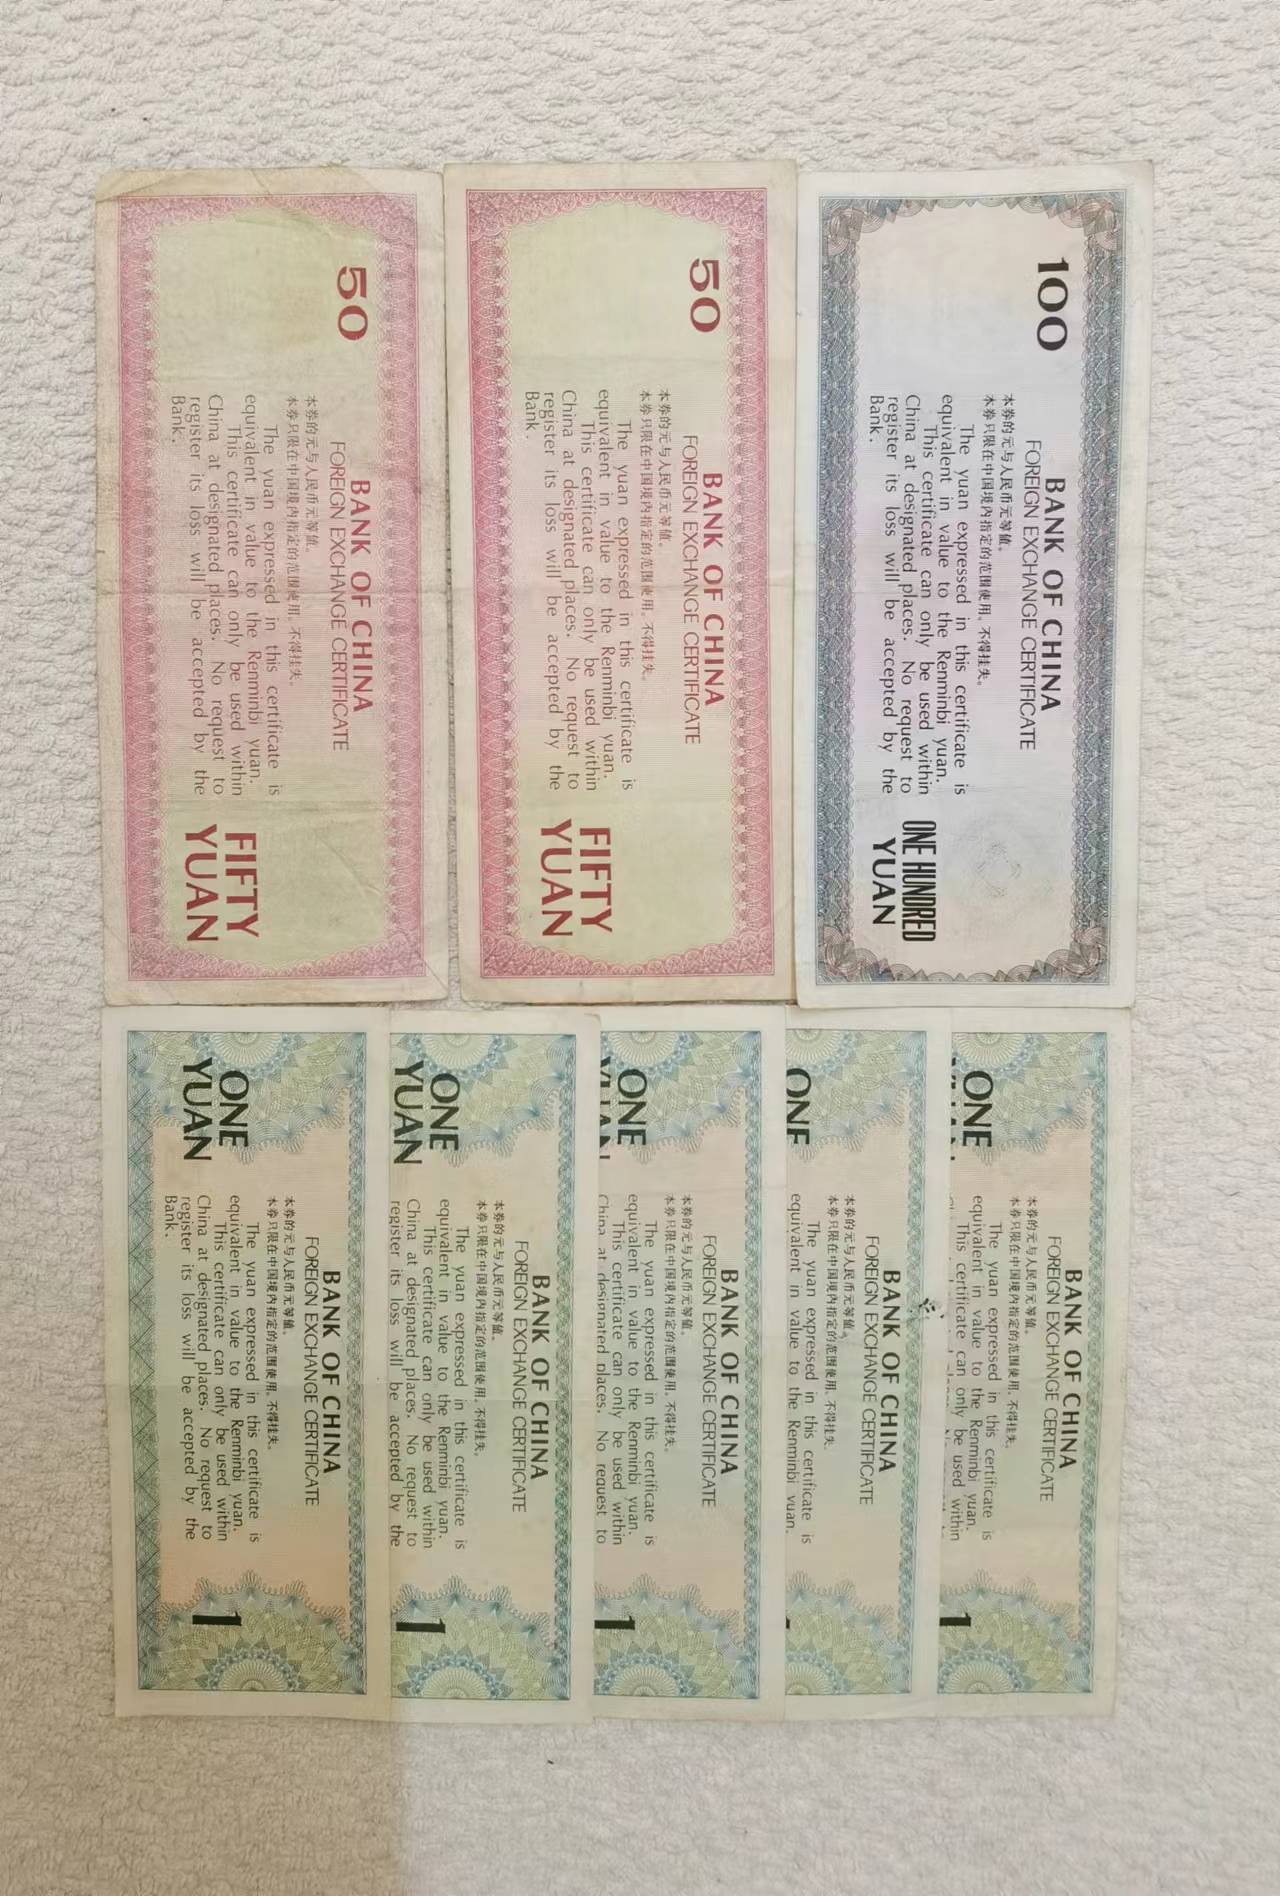 50
BANK OF CHINA
FOREIGN EXCHANGE CERTIFICATE
本券的元与人民币元等值。
本券只限在中国境内指定的范围使用。不得挂失。
The yuan expressed in this certificate is
equivalent in value to the Renminbi yuan.
This certificate can only be used within
China at designated places. No request to
register its loss will be accepted by the
Bank.
FIFTY
YUAN
50
BANK OF CHINA
FOREIGN EXCHANGE CERTIFICATE
本券的元与人民币元等值。
本券只限在中国境内指定的范围使用。不得挂失。
The yuan expressed in this certificate is
equivalent in value to the Renminbi yuan.
This certificate can only be used within
China at designated places. No request to
register its loss will be accepted by the
Bank.
FIFTY
YUAN
100
BANK OF CHINA
FOREIGN EXCHANGE CERTIFICATE
本券的元与人民币元等值。
本券只限在中国境内指定的范围使用。不得挂失。
The yuan expressed in this certificate is
equivalent in value to the Renminbi yuan.
This certificate can only be used within
China at designated places. No request to
register its loss will be accepted by the
Bank.
ONE HUNDRED
YUAN
ONE
YUAN
BANK OF CHINA
FOREIGN EXCHANGE CERTIFICATE
本券的元与人民币元等值。
本券只限在中国境内指定的范围使用。不得挂失。
The yuan expressed in this certificate is
equivalent in value to the Renminbi yuan.
This certificate can only be used within
China at designated places. No request to
register its loss will be accepted by the
Bank.
1
ONE
YUAN
BANK OF CHINA
FOREIGN EXCHANGE CERTIFICATE
本券的元与人民币元等值。
本券只限在中国境内指定的范围使用。不得挂失。
The yuan expressed in this certificate is
equivalent in value to the Renminbi yuan.
This certificate can only be used within
China at designated places. No request to
register its loss will be accepted by the
1
ONE
YUAN
BANK OF CHINA
FOREIGN EXCHANGE CERTIFICATE
本券的元与人民币元等值。
本券只限在中国境内指定的范围使用。不得挂失。
The yuan expressed in this certificate is
equivalent in value to the Renminbi yuan.
This certificate can only be used within
China at designated places. No request to
1
ONE
BANK OF CHINA
FOREIGN EXCHANGE CERTIFICATE
本券的元与人民币元等值。
本券只限在中国境内指定的范围使用。不得挂失。
The yuan expressed in this certificate is
equivalent in value to the Renminbi yuan.
ONE
BANK OF CHINA
FOREIGN EXCHANGE CERTIFICATE
本券的元与人民币元等值。
本券只限在中国境内指定的范围使用。不得挂失。
The yuan expressed in this certificate is
equivalent in value to the Renminbi yuan.
This certificate can only be used within
1